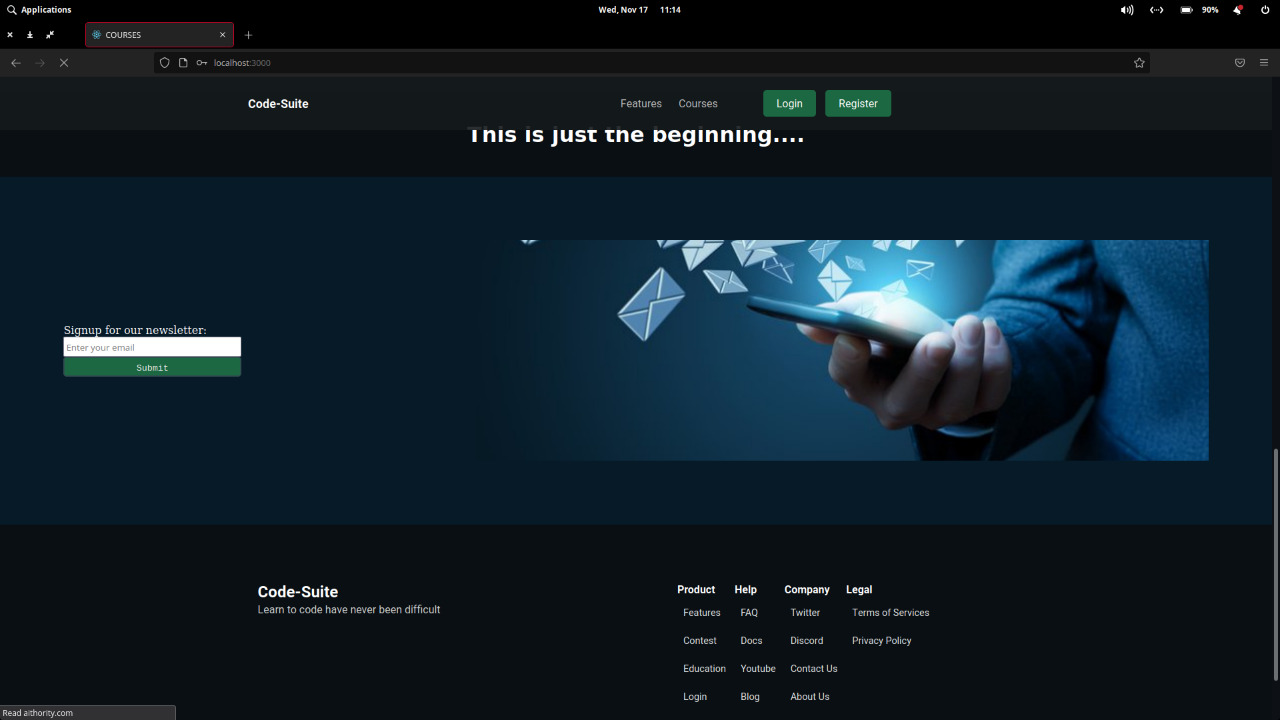 Applications
Wed, Nov 17 11:14
90%
COURSES
localhost:3000
Code-Suite
Features Courses Login Register
This is just the beginning....
Signup for our newsletter:
Enter your email
Submit
Code-Suite
Learn to code have never been difficult
Product Help Company Legal
Features FAQ Twitter Terms of Services
Contest Docs Discord Privacy Policy
Education Youtube Contact Us
Login Blog About Us
Read aithority.com